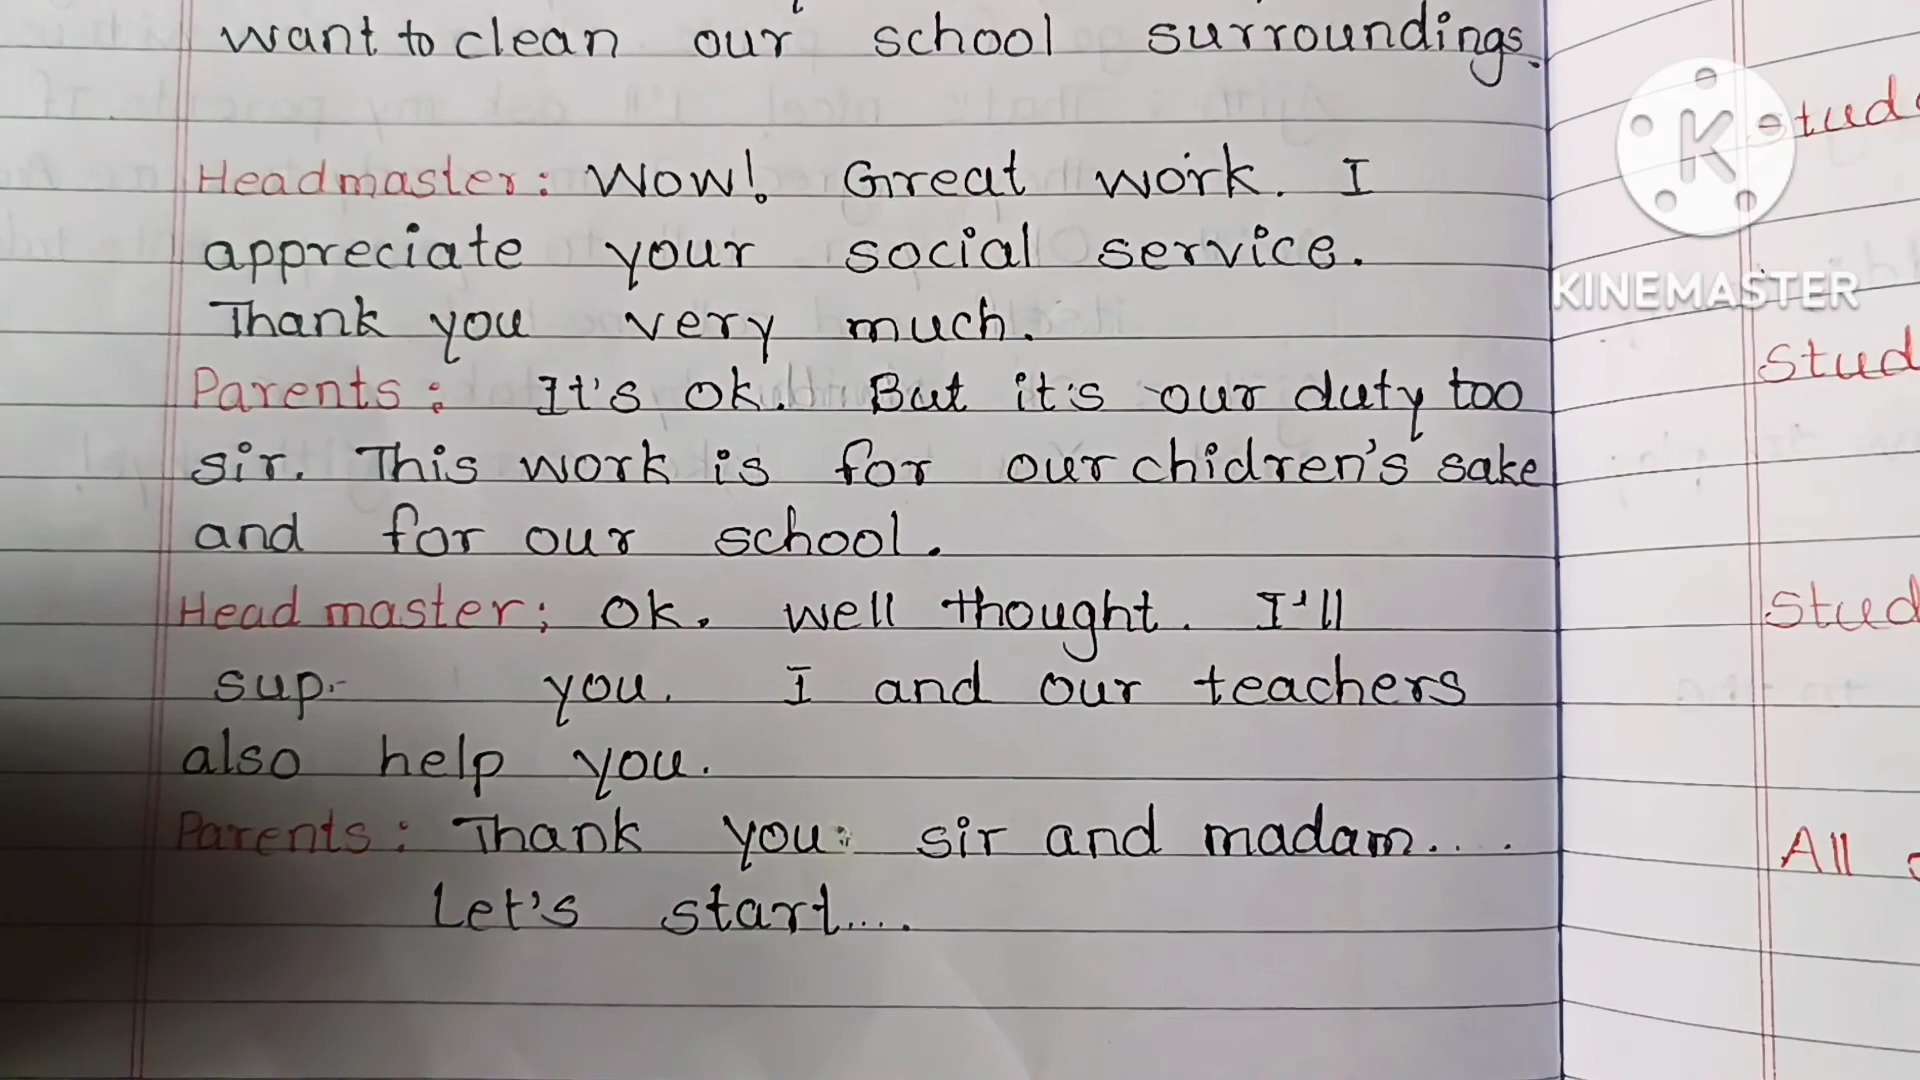 want to clean our school surroundings.
Headmaster: Wow! Great work. I
appreciate your social service.
Thank you very much.
Parents: It's ok. But it's our duty too
sir. This work is for our chidren's sake
and for our school.
Head master; Ok. well thought. I'll
sup you. I and our teachers
also help you.
Parents: Thank you: sir and madam....
Let's start....
Stud
Stud
Stud
All
KINEMASTER